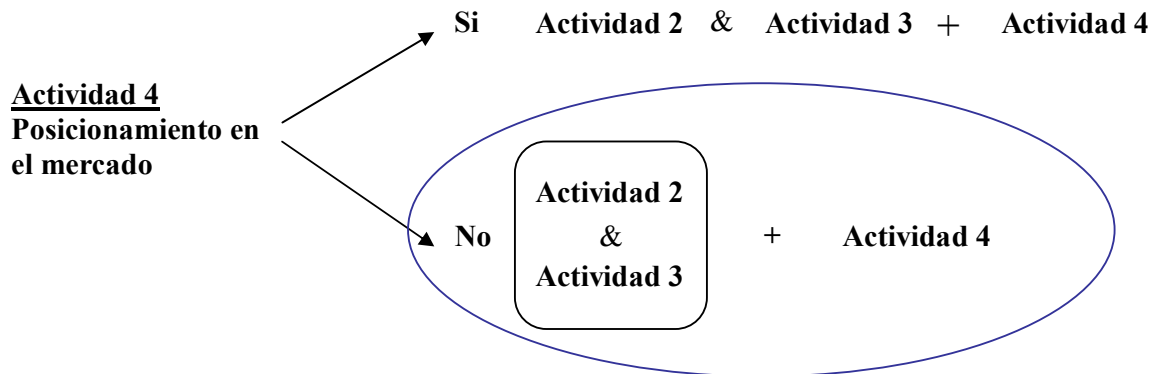 Si Actividad 2 & Actividad 3 + Actividad 4
Actividad 4
Posicionamiento en
el mercado
Actividad 2
No & + Actividad 4
Actividad 3